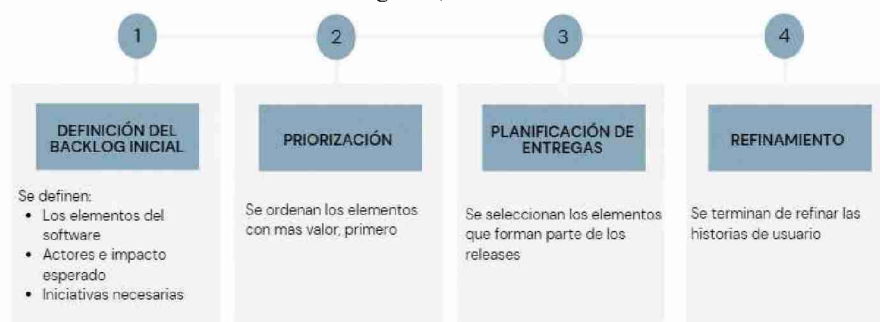 1
2
3
4
DEFINICIÓN DEL
BACKLOG INICIAL
Se definen:
• Los elementos del
software
• Actores e impacto
esperado
• Iniciativas necesarias
PRIORIZACIÓN
Se ordenan los elementos
con mas valor, primero
PLANIFICACIÓN DE
ENTREGAS
Se seleccionan los elementos
que forman parte de los
releases
REFINAMIENTO
Se terminan de refinar las
historias de usuario